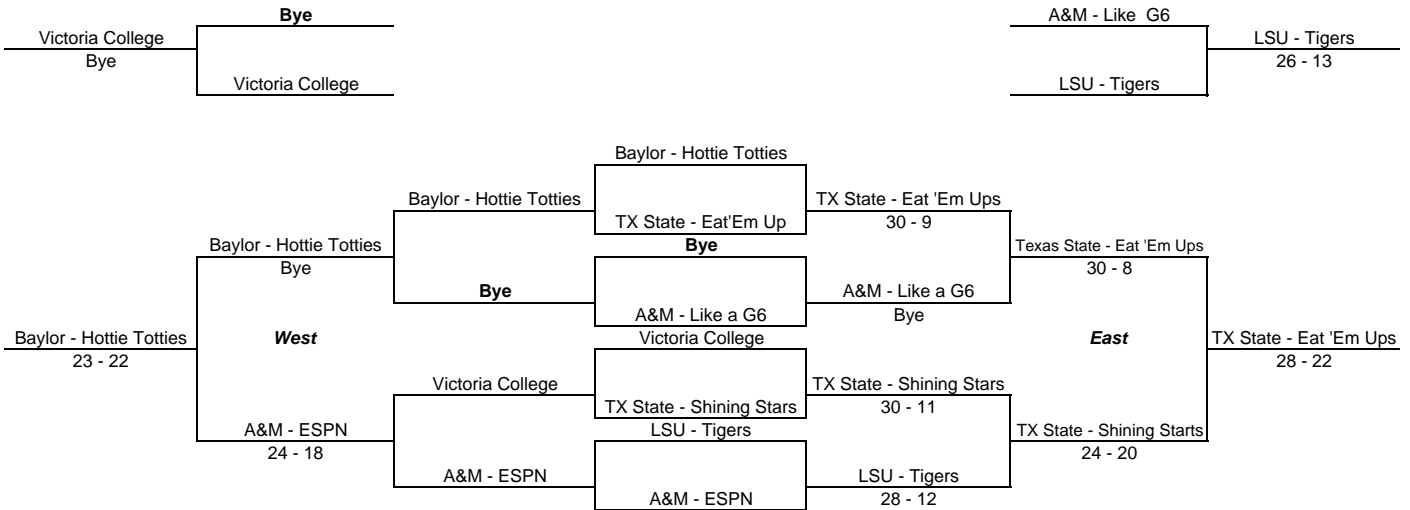 Bye
A&M - Like  G6
Victoria College
LSU - Tigers
Bye
26 - 13
Victoria College
LSU - Tigers
Baylor - Hottie Totties
Baylor - Hottie Totties
TX State - Eat 'Em Ups
TX State - Eat'Em Up
30 - 9
Baylor - Hottie Totties
Bye
Texas State - Eat 'Em Ups
Bye
30 - 8
Bye
A&M - Like a G6
A&M - Like a G6
Bye
Baylor - Hottie Totties
West
Victoria College
East
TX State - Eat 'Em Ups
23 - 22
28 - 22
Victoria College
TX State - Shining Stars
TX State - Shining Stars
30 - 11
A&M - ESPN
LSU - Tigers
TX State - Shining Starts
24 - 18
24 - 20
A&M - ESPN
LSU - Tigers
A&M - ESPN
28 - 12